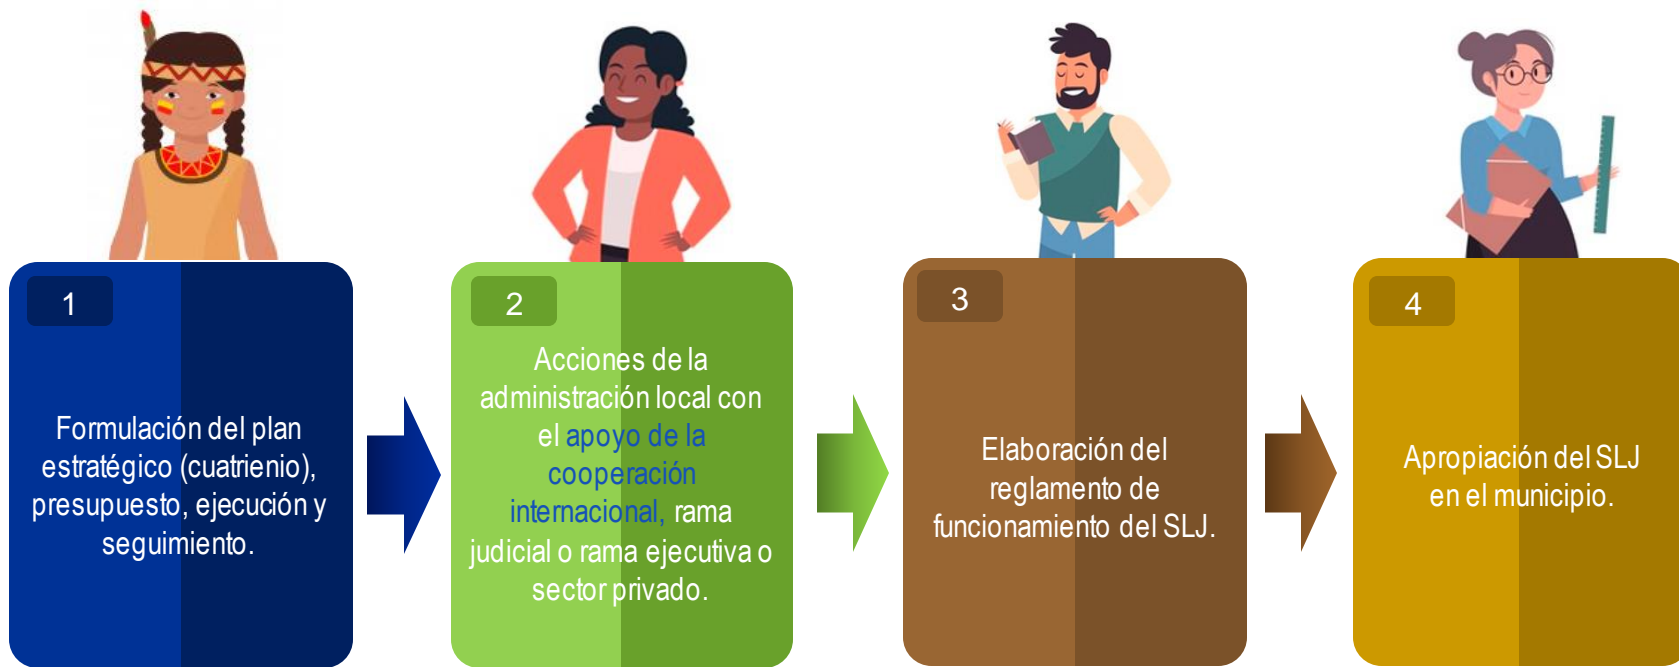 1
Formulación del plan
estratégico (cuatrienio),
presupuesto, ejecución y
seguimiento.
2
Acciones de la
administración local con
el apoyo de la
cooperación
internacional, rama
judicial o rama ejecutiva o
sector privado.
3
Elaboración del
reglamento de
funcionamiento del SLJ.
4
Apropiación del SLJ
en el municipio.